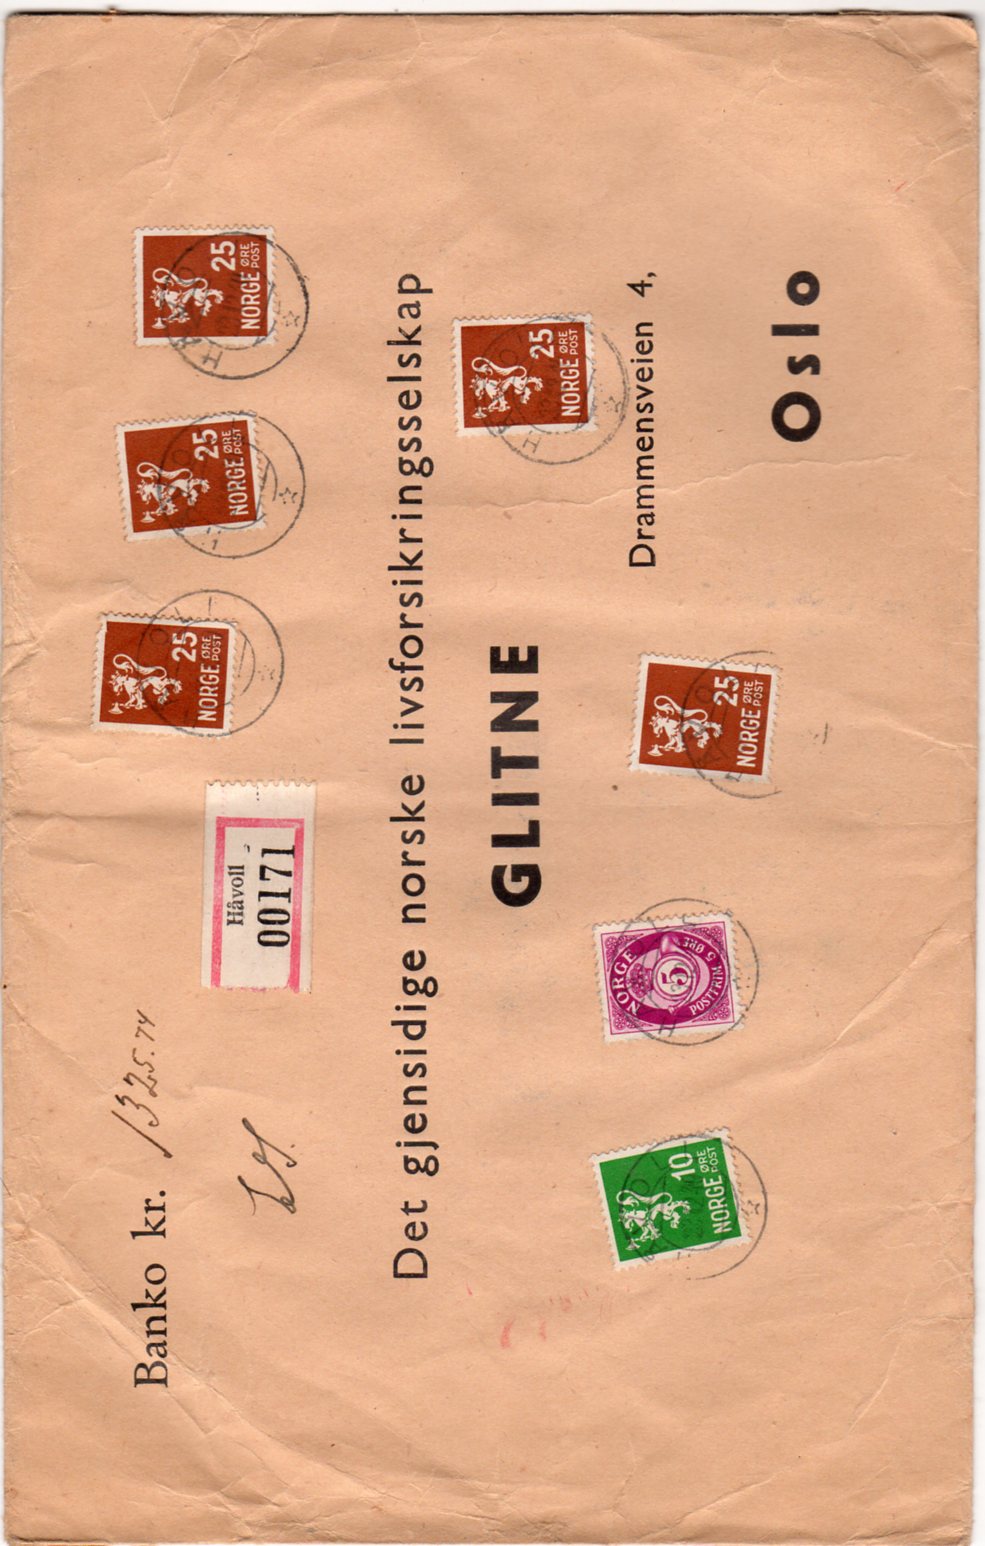 Banko kr. 1325.74
Håvoll
00171
Det gjensidige norske livsforsikringsselskap
GLITNE
Drammensveien 4,
Oslo
25
NORGE ØRE POST
25
NORGE ØRE POST
25
NORGE ØRE POST
25
NORGE ØRE POST
25
NORGE ØRE POST
NORGE
5
POSTFRIM 5 ØRE
10
NORGE ØRE POST